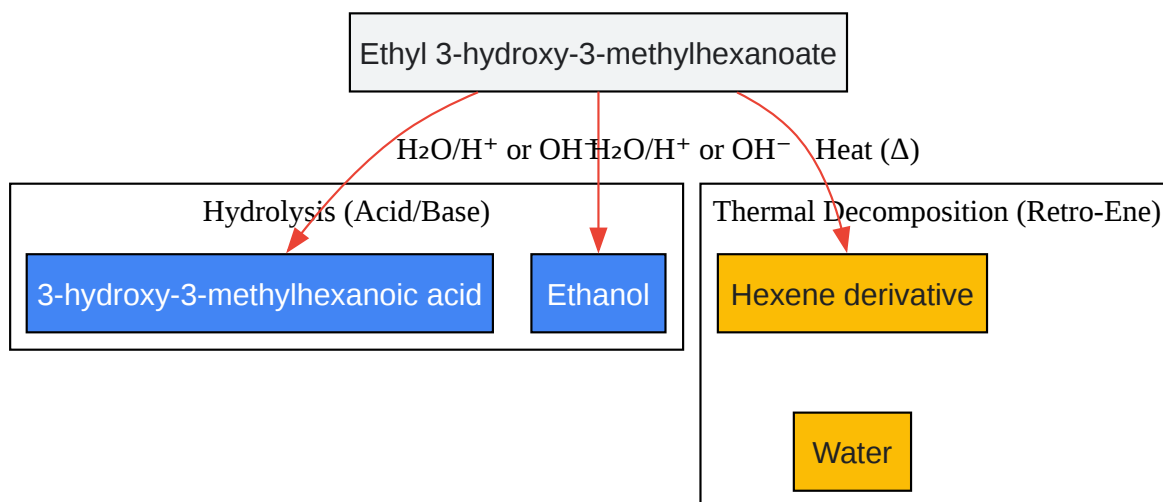 Ethyl 3-hydroxy-3-methylhexanoate
H₂O/H⁺ or OH⁻
H₂O/H⁺ or OH⁻
Heat (Δ)
Hydrolysis (Acid/Base)
Thermal Decomposition (Retro-Ene)
3-hydroxy-3-methylhexanoic acid
Ethanol
Hexene derivative
Water